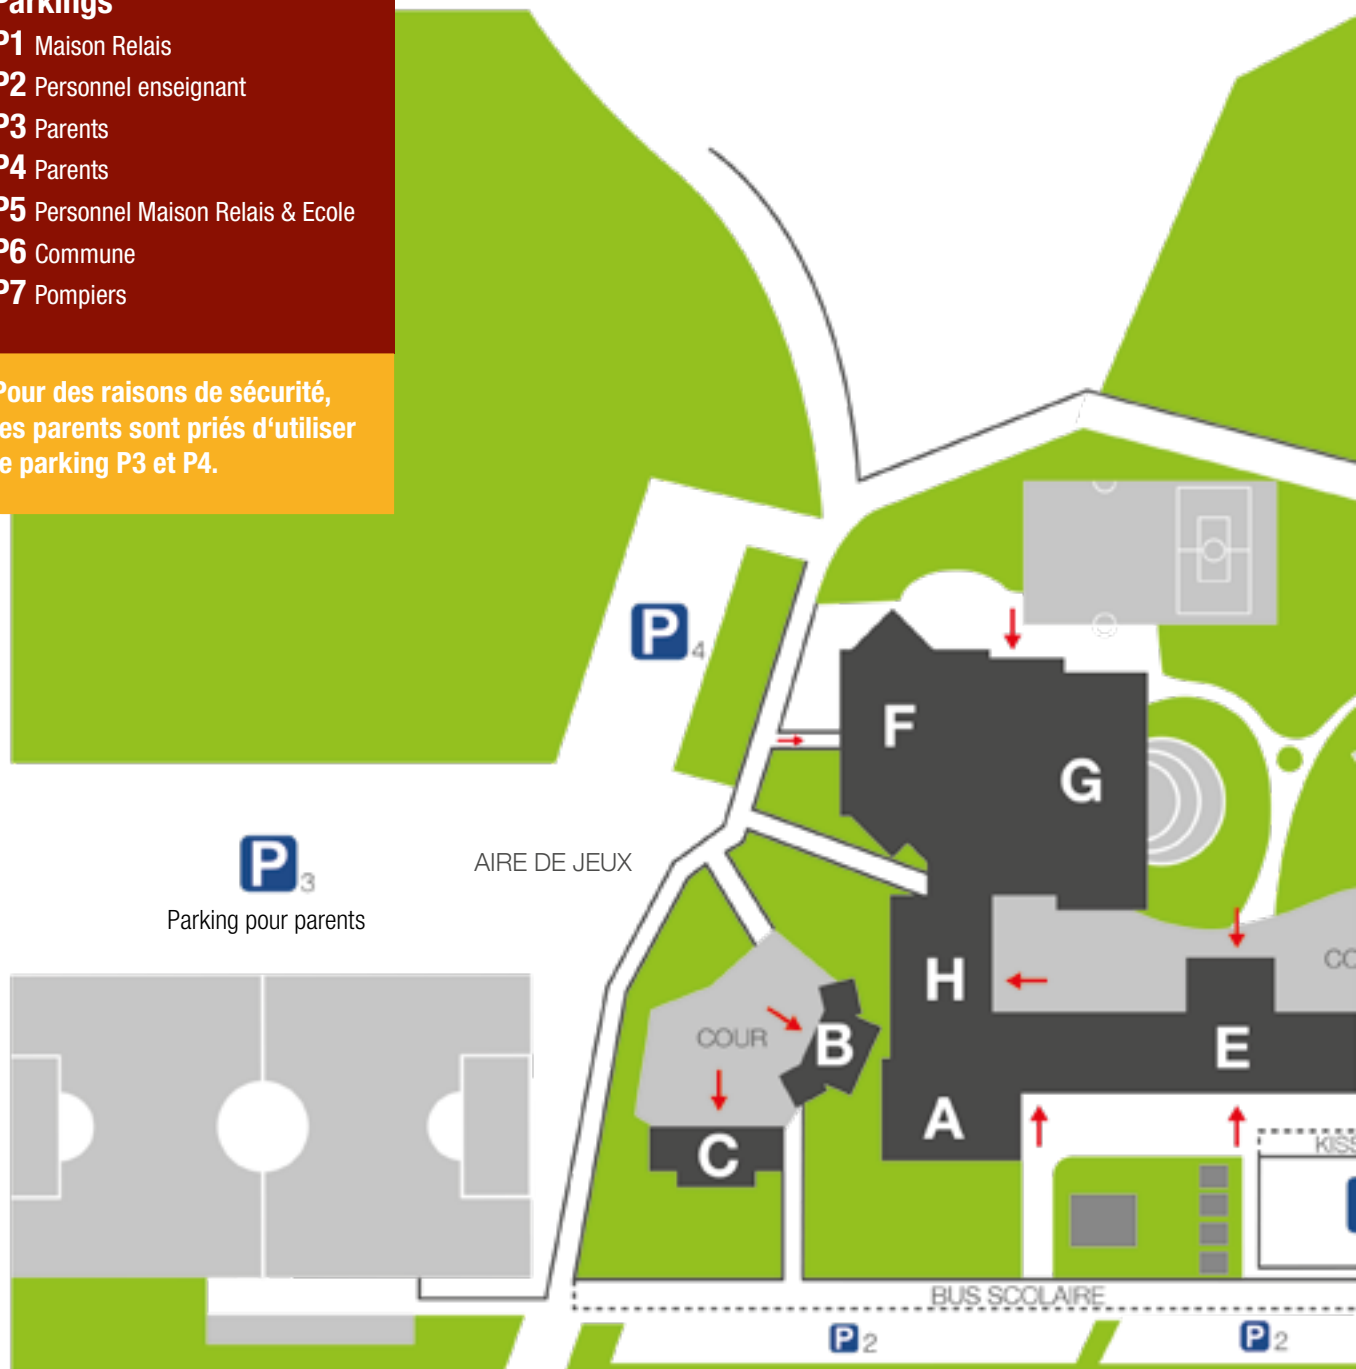 Parkings
P1 Maison Relais
P2 Personnel enseignant
P3 Parents
P4 Parents
P5 Personnel Maison Relais & Ecole
P6 Commune
P7 Pompiers
Pour des raisons de sécurité,
les parents sont priés d‘utiliser
le parking P3 et P4.
P4
F
G
P3
AIRE DE JEUX
Parking pour parents
H
CO
COUR
B
E
A
C
KISS
BUS SCOLAIRE
P2
P2